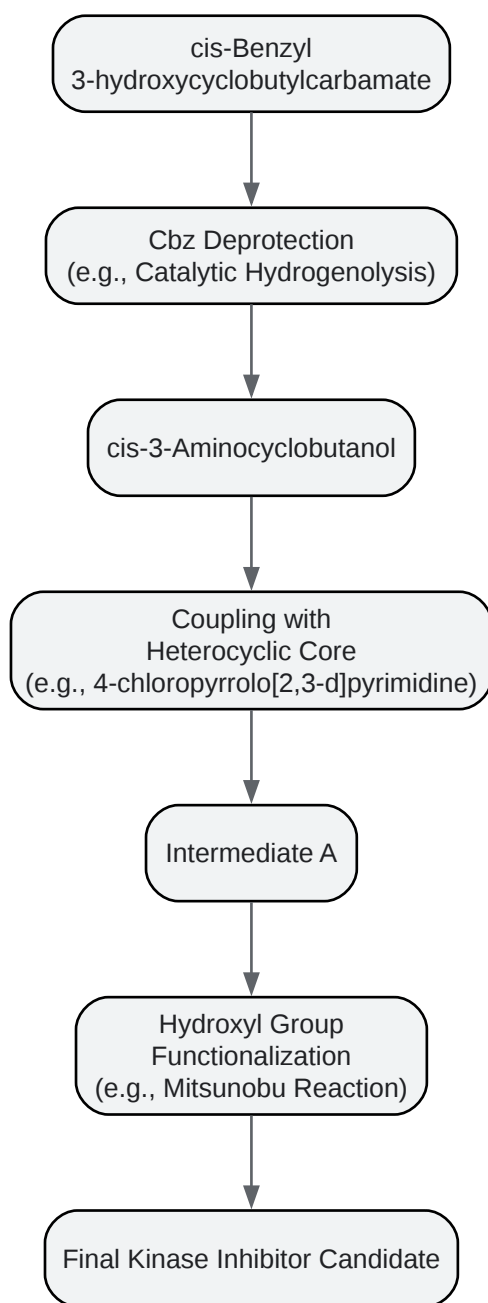 cis-Benzyl
3-hydroxycyclobutylcarbamate
Cbz Deprotection
(e.g., Catalytic Hydrogenolysis)
cis-3-Aminocyclobutanol
Coupling with
Heterocyclic Core
(e.g., 4-chloropyrrolo[2,3-d]pyrimidine)
Intermediate A
Hydroxyl Group
Functionalization
(e.g., Mitsunobu Reaction)
Final Kinase Inhibitor Candidate